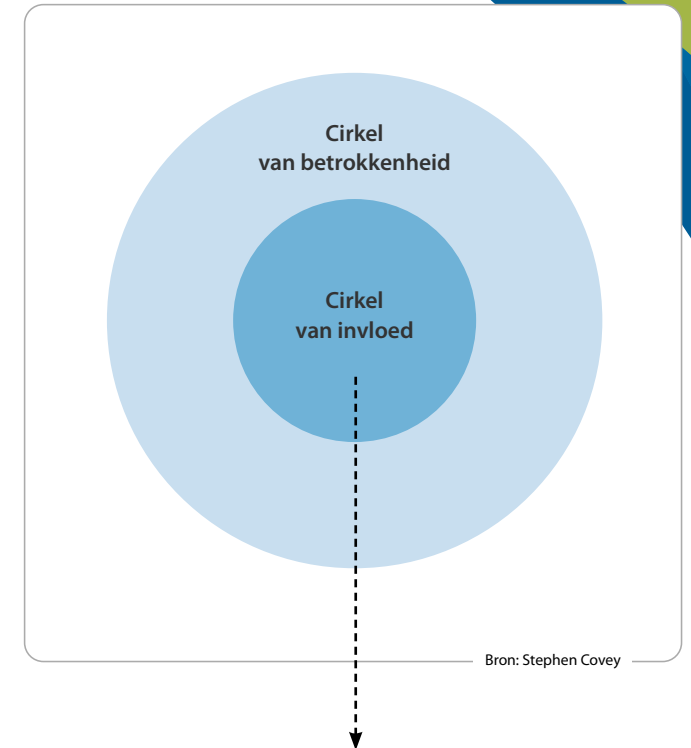 Cirkel
van betrokkenheid
Cirkel
van invloed
Bron: Stephen Covey